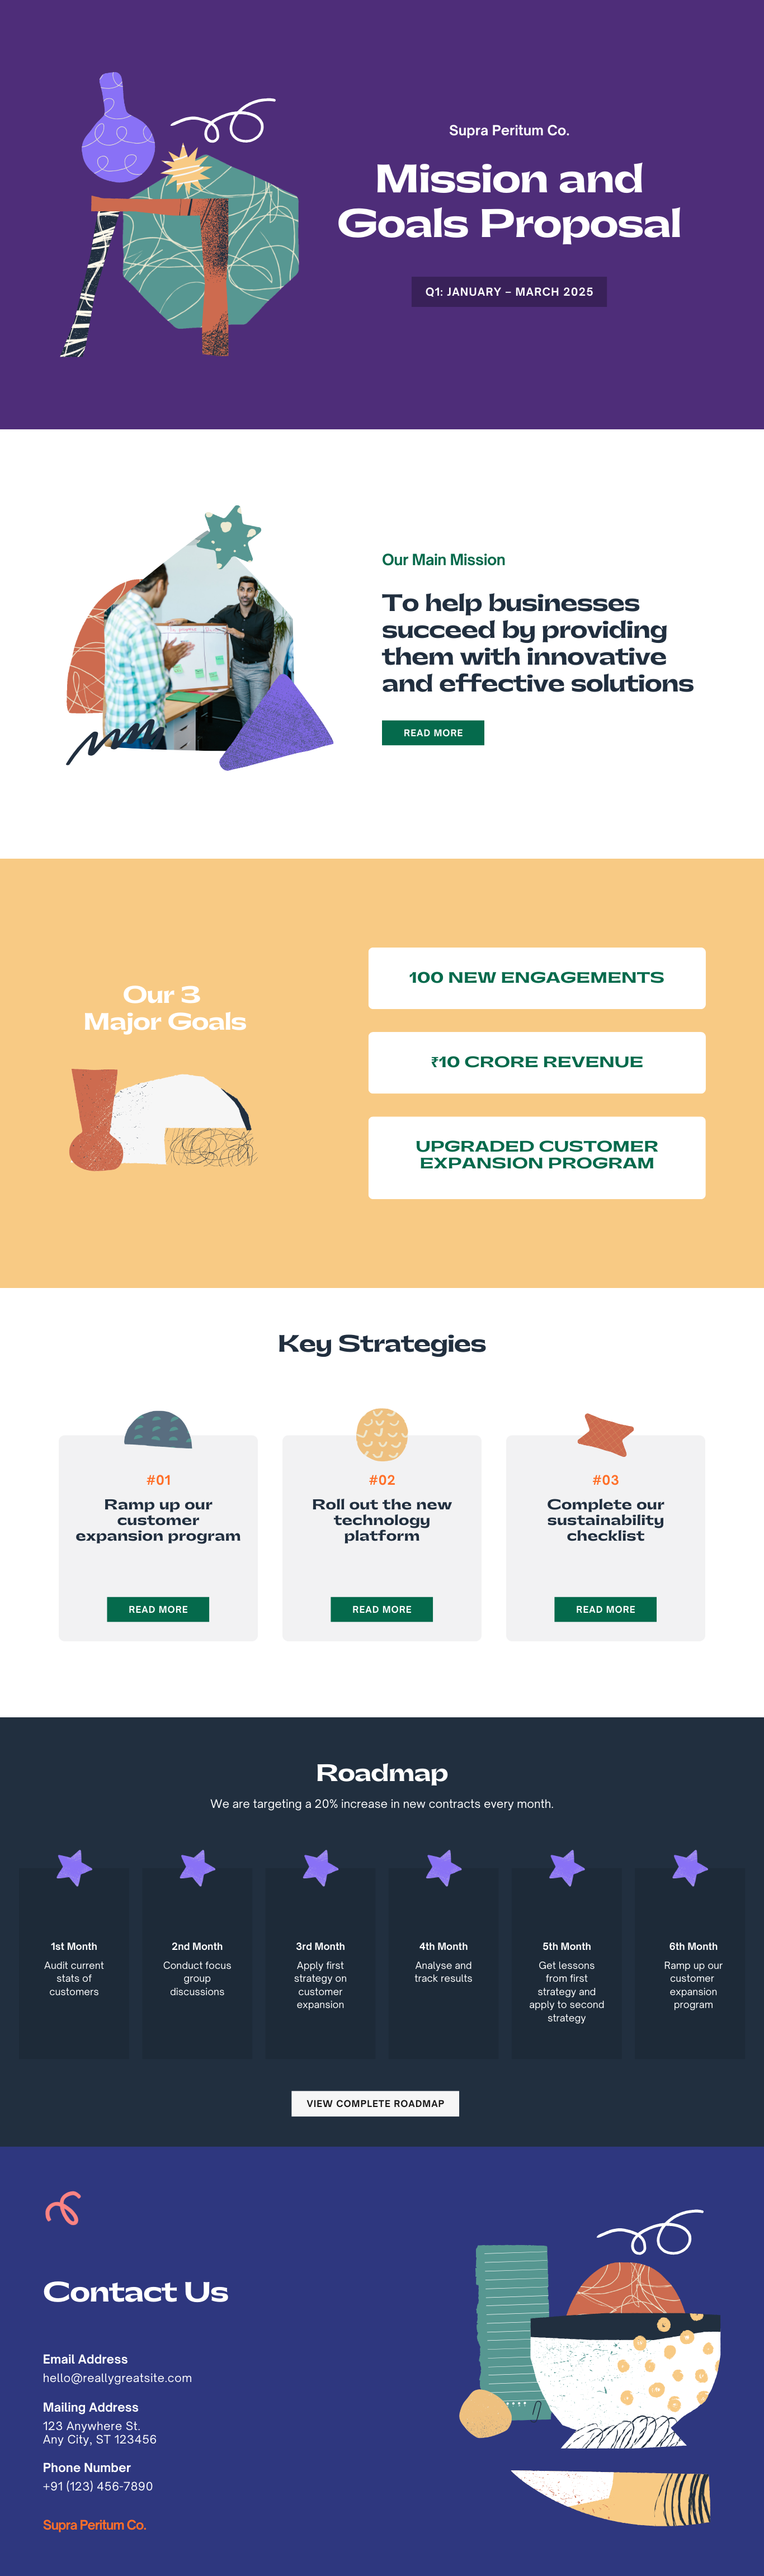 Supra Peritum Co.
Mission and
Goals Proposal
Q1: JANUARY – MARCH 2025
Our Main Mission
To help businesses
succeed by providing
them with innovative
and effective solutions
READ MORE
Our 3
Major Goals
100 NEW ENGAGEMENTS
₹10 CRORE REVENUE
UPGRADED CUSTOMER
EXPANSION PROGRAM
Key Strategies
#01
Ramp up our
customer
expansion program
READ MORE
#02
Roll out the new
technology
platform
READ MORE
#03
Complete our
sustainability
checklist
READ MORE
Roadmap
We are targeting a 20% increase in new contracts every month.
1st Month
Audit current
stats of
customers
2nd Month
Conduct focus
group
discussions
3rd Month
Apply first
strategy on
customer
expansion
4th Month
Analyse and
track results
5th Month
Get lessons
from first
strategy and
apply to second
strategy
6th Month
Ramp up our
customer
expansion
program
VIEW COMPLETE ROADMAP
Contact Us
Email Address
hello@reallygreatsite.com
Mailing Address
123 Anywhere St.
Any City, ST 123456
Phone Number
+91 (123) 456-7890
Supra Peritum Co.